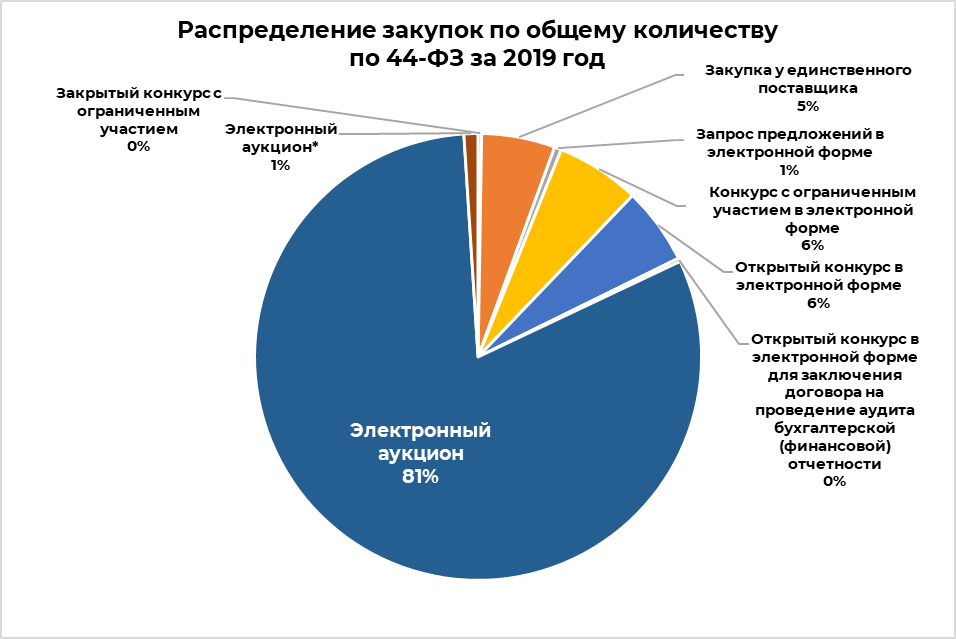 Распределение закупок по общему количеству
по 44-ФЗ за 2019 год
Закрытый конкурс с
ограниченным
участием
0%
Электронный
аукцион*
1%
Закупка у единственного
поставщика
5%
Запрос предложений в
электронной форме
1%
Конкурс с ограниченным
участием в электронной
форме
6%
Открытый конкурс в
электронной форме
6%
Открытый конкурс в
электронной форме
для заключения
договора на
проведение аудита
бухгалтерской
(финансовой)
отчетности
0%
Электронный
аукцион
81%